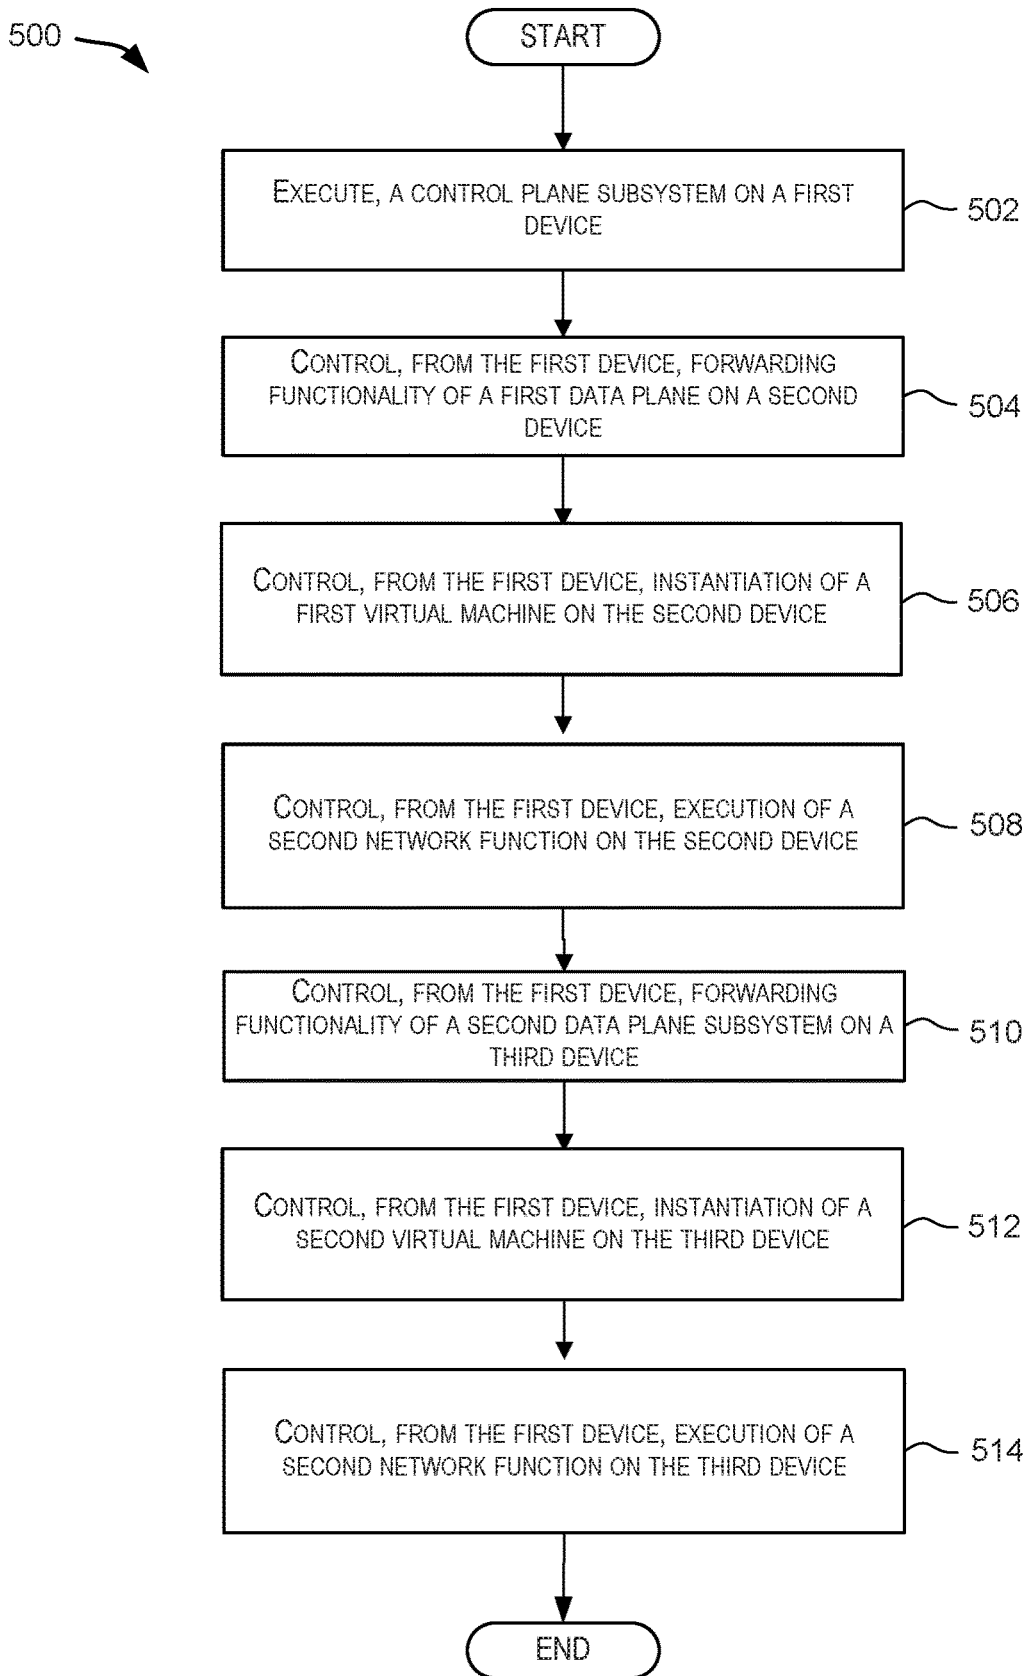 500
START
EXECUTE, A CONTROL PLANE SUBSYSTEM ON A FIRST
DEVICE
502
CONTROL, FROM THE FIRST DEVICE, FORWARDING
FUNCTIONALITY OF A FIRST DATA PLANE ON A SECOND
DEVICE
504
CONTROL, FROM THE FIRST DEVICE, INSTANTIATION OF A
FIRST VIRTUAL MACHINE ON THE SECOND DEVICE
506
CONTROL, FROM THE FIRST DEVICE, EXECUTION OF A
SECOND NETWORK FUNCTION ON THE SECOND DEVICE
508
CONTROL, FROM THE FIRST DEVICE, FORWARDING
FUNCTIONALITY OF A SECOND DATA PLANE SUBSYSTEM ON A
THIRD DEVICE
510
CONTROL, FROM THE FIRST DEVICE, INSTANTIATION OF A
SECOND VIRTUAL MACHINE ON THE THIRD DEVICE
512
CONTROL, FROM THE FIRST DEVICE, EXECUTION OF A
SECOND NETWORK FUNCTION ON THE THIRD DEVICE
514
END